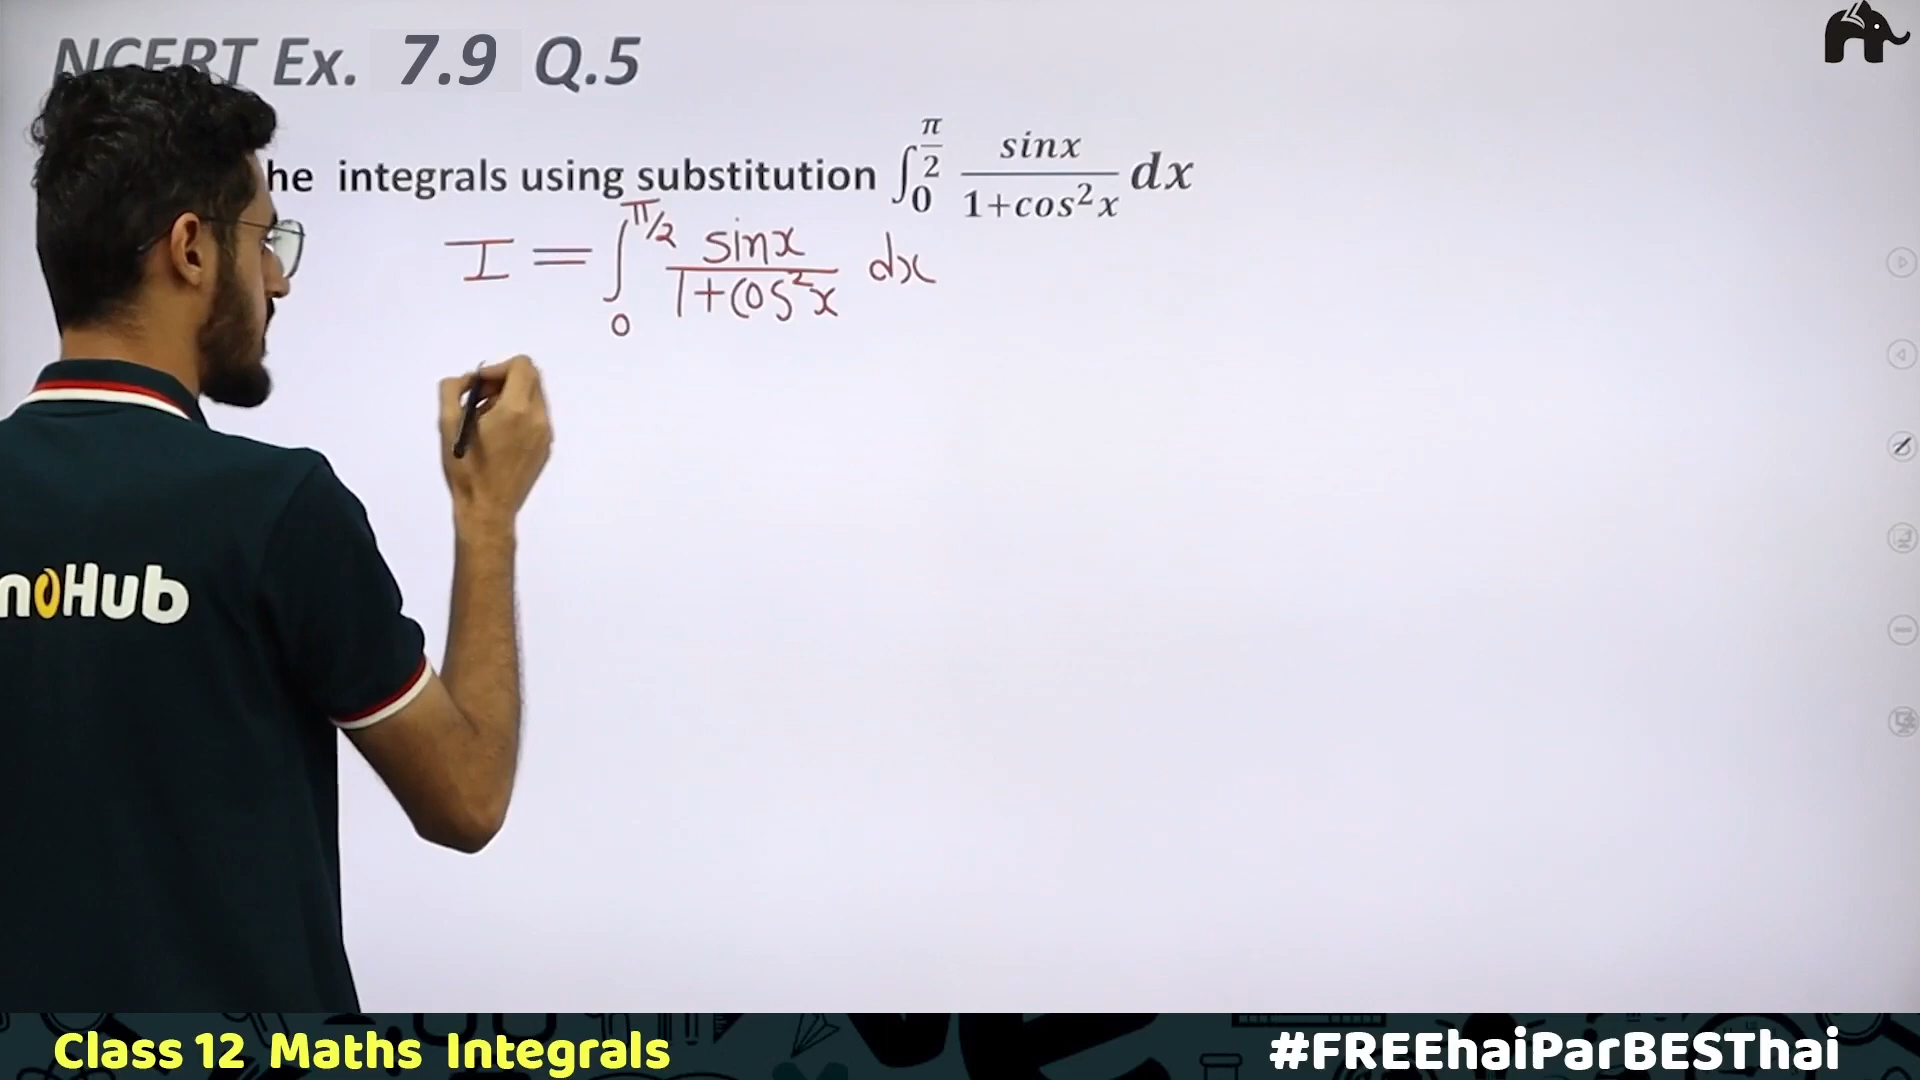 NCERT Ex. 7.9 Q.5
he integrals using substitution ∫₀^(π/2) sinx/(1+cos²x) dx
I = ∫₀^(π/2) sinx/(1+cos²x) dx
noHub
Class 12 Maths Integrals
#FREEhaiParBESThai